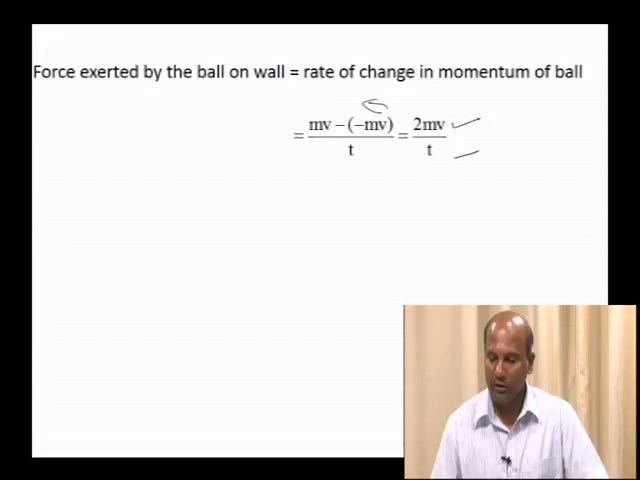 Force exerted by the ball on wall = rate of change in momentum of ball
= mv – (–mv) / t = 2mv / t